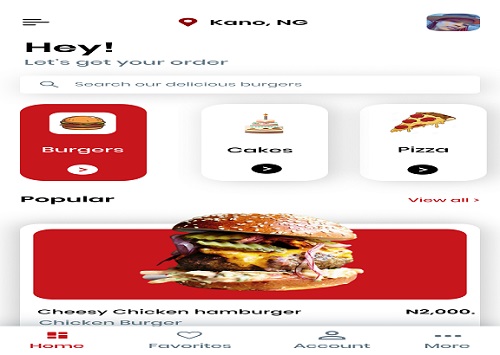 Kano, NG
Hey!
Let's get your order
Search our delicious burgers
Burgers
Cakes
Pizza
Popular
View all >
Cheesy Chicken hamburger
N2,000.
Chicken Burger
Home
Favorites
Account
More